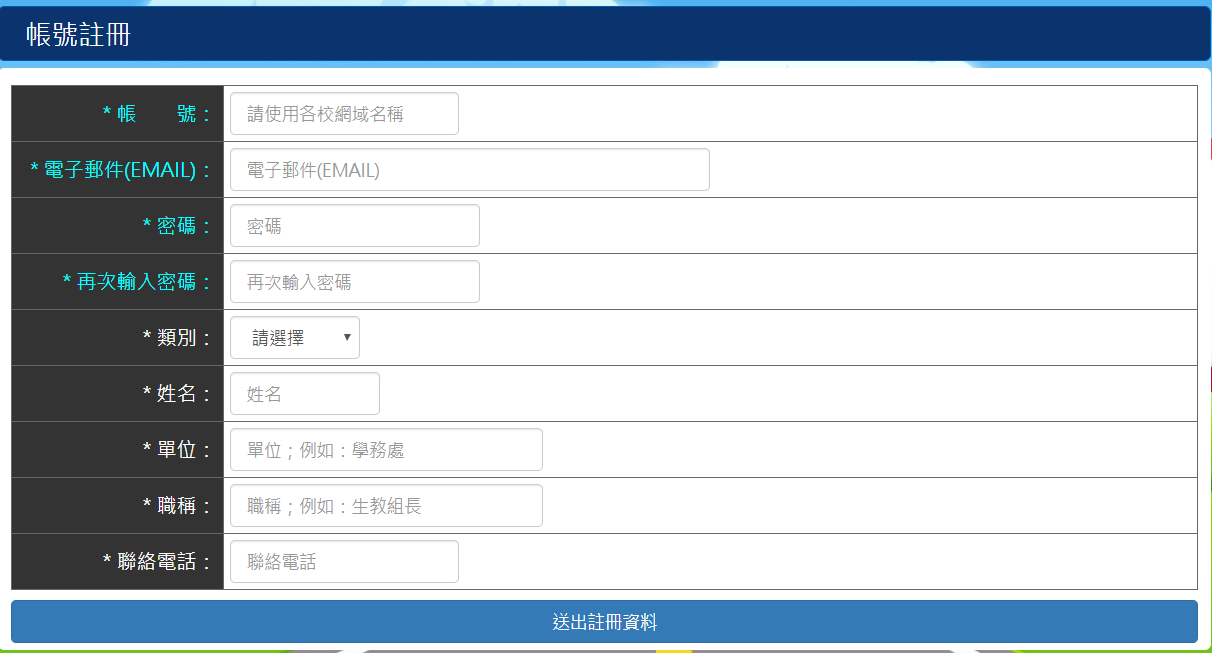 帳號註冊
* 帳　　號： 請使用各校網域名稱
* 電子郵件(EMAIL)： 電子郵件(EMAIL)
* 密碼： 密碼
* 再次輸入密碼： 再次輸入密碼
* 類別： 請選擇
* 姓名： 姓名
* 單位： 單位；例如：學務處
* 職稱： 職稱；例如：生教組長
* 聯絡電話： 聯絡電話
送出註冊資料